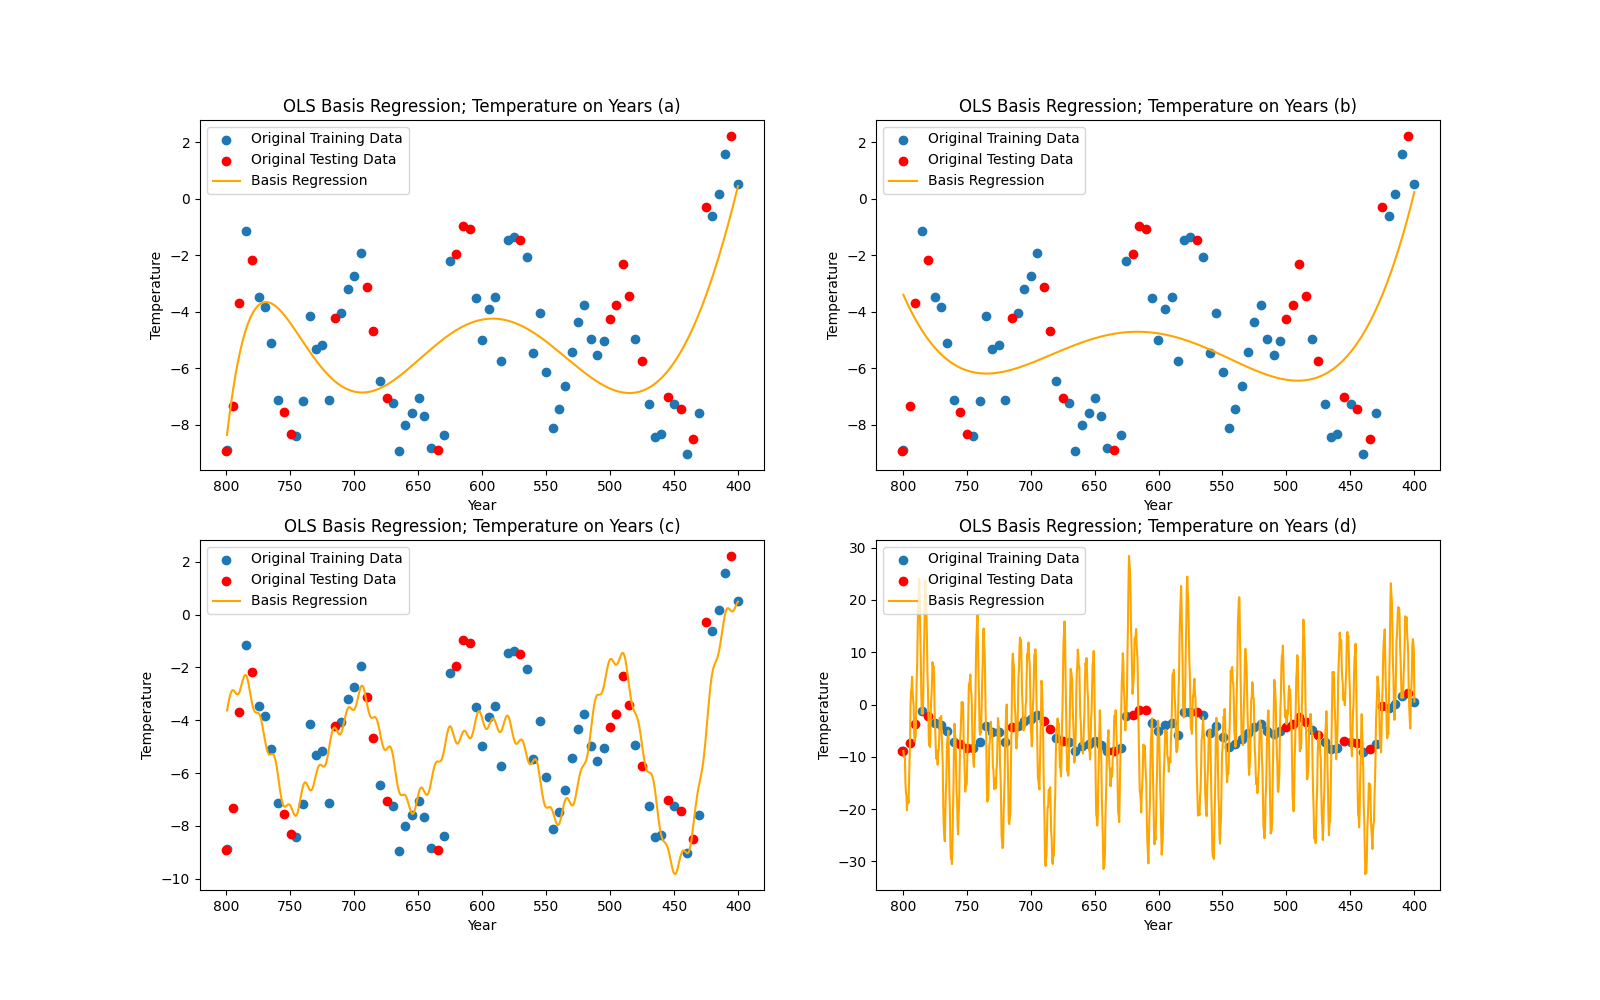 OLS Basis Regression; Temperature on Years (a)
Original Training Data
Original Testing Data
Basis Regression
2
0
−2
−4
−6
−8
Temperature
800 750 700 650 600 550 500 450 400
Year
OLS Basis Regression; Temperature on Years (b)
Original Training Data
Original Testing Data
Basis Regression
2
0
−2
−4
−6
−8
Temperature
800 750 700 650 600 550 500 450 400
Year
OLS Basis Regression; Temperature on Years (c)
Original Training Data
Original Testing Data
Basis Regression
2
0
−2
−4
−6
−8
−10
Temperature
800 750 700 650 600 550 500 450 400
Year
OLS Basis Regression; Temperature on Years (d)
Original Training Data
Original Testing Data
Basis Regression
30
20
10
0
−10
−20
−30
Temperature
800 750 700 650 600 550 500 450 400
Year